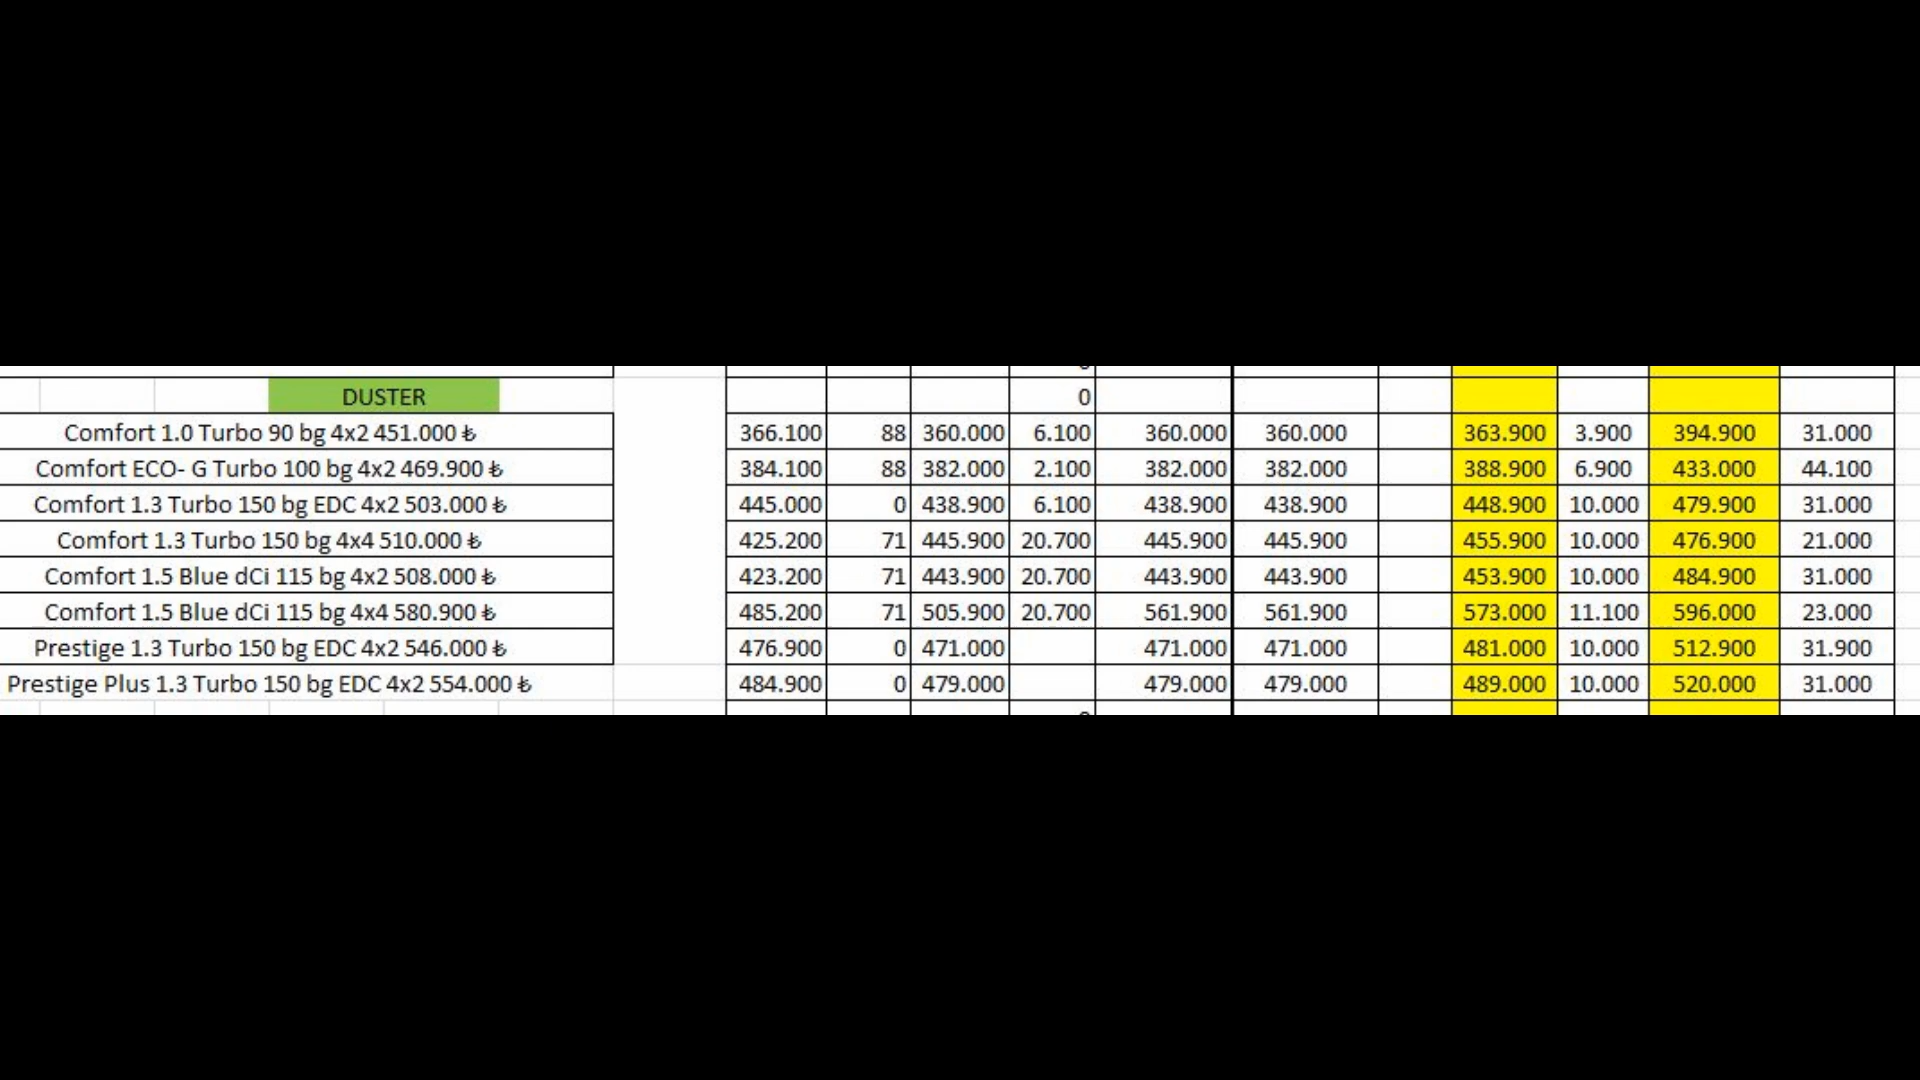 DUSTER 0
Comfort 1.0 Turbo 90 bg 4x2 451.000 ₺ 366.100 88 360.000 6.100 360.000 360.000 363.900 3.900 394.900 31.000
Comfort ECO- G Turbo 100 bg 4x2 469.900 ₺ 384.100 88 382.000 2.100 382.000 382.000 388.900 6.900 433.000 44.100
Comfort 1.3 Turbo 150 bg EDC 4x2 503.000 ₺ 445.000 0 438.900 6.100 438.900 438.900 448.900 10.000 479.900 31.000
Comfort 1.3 Turbo 150 bg 4x4 510.000 ₺ 425.200 71 445.900 20.700 445.900 445.900 455.900 10.000 476.900 21.000
Comfort 1.5 Blue dCi 115 bg 4x2 508.000 ₺ 423.200 71 443.900 20.700 443.900 443.900 453.900 10.000 484.900 31.000
Comfort 1.5 Blue dCi 115 bg 4x4 580.900 ₺ 485.200 71 505.900 20.700 561.900 561.900 573.000 11.100 596.000 23.000
Prestige 1.3 Turbo 150 bg EDC 4x2 546.000 ₺ 476.900 0 471.000 471.000 471.000 481.000 10.000 512.900 31.900
Prestige Plus 1.3 Turbo 150 bg EDC 4x2 554.000 ₺ 484.900 0 479.000 479.000 479.000 489.000 10.000 520.000 31.000